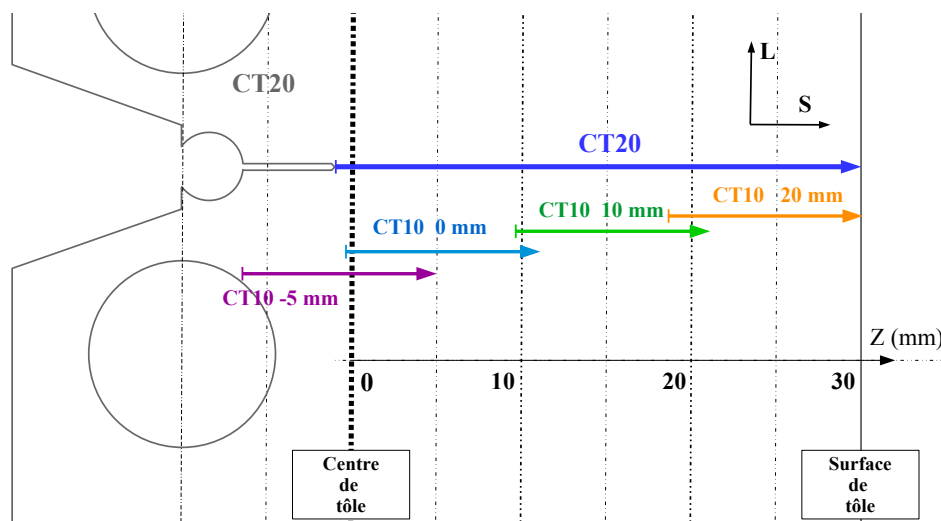 L
CT20
S
CT20
CT10 20 mm
CT10 10 mm
CT10 0 mm
CT10 -5 mm
Z (mm)
0
10
20
30
Centre
de
tôle
Surface
de
tôle